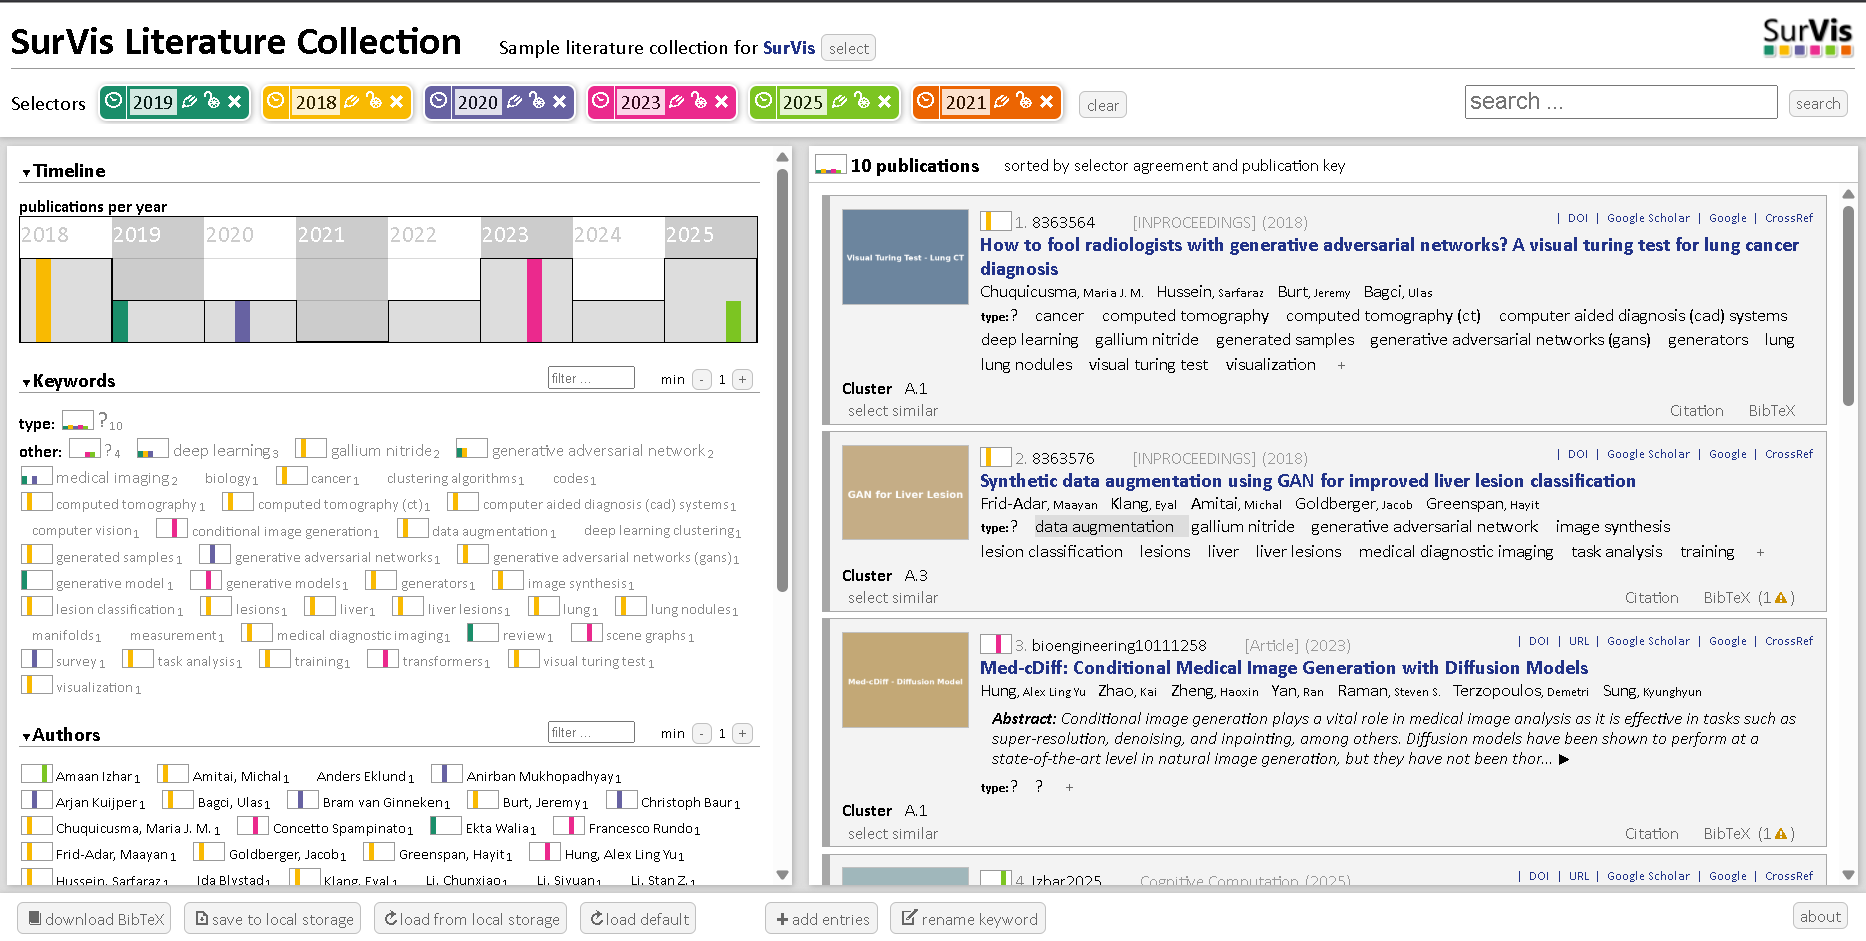 SurVis Literature Collection Sample literature collection for SurVis select
SurVis
Selectors 2019 2018 2020 2023 2025 2021 clear search ... search
Timeline
publications per year
2018 2019 2020 2021 2022 2023 2024 2025
Keywords filter ... min - 1 +
type: ?10
other: ?4 deep learning3 gallium nitride2 generative adversarial network2
medical imaging2 biology1 cancer1 clustering algorithms1 codes1
computed tomography1 computed tomography (ct)1 computer aided diagnosis (cad) systems1
computer vision1 conditional image generation1 data augmentation1 deep learning clustering1
generated samples1 generative adversarial networks1 generative adversarial networks (gans)1
generative model1 generative models1 generators1 image synthesis1
lesion classification1 lesions1 liver1 liver lesions1 lung1 lung nodules1
manifolds1 measurement1 medical diagnostic imaging1 review1 scene graphs1
survey1 task analysis1 training1 transformers1 visual turing test1
visualization1
Authors filter ... min - 1 +
Amaan Izhar1 Amitai, Michal1 Anders Eklund1 Anirban Mukhopadhyay1
Arjan Kuijper1 Bagci, Ulas1 Bram van Ginneken1 Burt, Jeremy1 Christoph Baur1
Chuquicusma, Maria J. M.1 Concetto Spampinato1 Ekta Walia1 Francesco Rundo1
Frid-Adar, Maayan1 Goldberger, Jacob1 Greenspan, Hayit1 Hung, Alex Ling Yu1
Hussein, Sarfaraz1 Ida Blystad1 Klang, Eyal1 Li, Chunxiao1 Li, Siyuan1 Li, Stan Z.1
10 publications sorted by selector agreement and publication key
Visual Turing Test - Lung CT
1. 8363564 [INPROCEEDINGS] (2018) | DOI | Google Scholar | Google | CrossRef
How to fool radiologists with generative adversarial networks? A visual turing test for lung cancer
diagnosis
Chuquicusma, Maria J. M. Hussein, Sarfaraz Burt, Jeremy Bagci, Ulas
type: ? cancer computed tomography computed tomography (ct) computer aided diagnosis (cad) systems
deep learning gallium nitride generated samples generative adversarial networks (gans) generators lung
lung nodules visual turing test visualization +
Cluster A.1
select similar Citation BibTeX
GAN for Liver Lesion
2. 8363576 [INPROCEEDINGS] (2018) | DOI | Google Scholar | Google | CrossRef
Synthetic data augmentation using GAN for improved liver lesion classification
Frid-Adar, Maayan Klang, Eyal Amitai, Michal Goldberger, Jacob Greenspan, Hayit
type: ? data augmentation gallium nitride generative adversarial network image synthesis
lesion classification lesions liver liver lesions medical diagnostic imaging task analysis training +
Cluster A.3
select similar Citation BibTeX (1)
Med-cDiff - Diffusion Model
3. bioengineering10111258 [Article] (2023) | DOI | URL | Google Scholar | Google | CrossRef
Med-cDiff: Conditional Medical Image Generation with Diffusion Models
Hung, Alex Ling Yu Zhao, Kai Zheng, Haoxin Yan, Ran Raman, Steven S. Terzopoulos, Demetri Sung, Kyunghyun
Abstract: Conditional image generation plays a vital role in medical image analysis as it is effective in tasks such as
super-resolution, denoising, and inpainting, among others. Diffusion models have been shown to perform at a
state-of-the-art level in natural image generation, but they have not been thor... ▶
type: ? ? +
Cluster A.1
select similar Citation BibTeX (1)
4. Izhar2025 Cognitive Computation (2025) | DOI | URL | Google Scholar | Google | CrossRef
download BibTeX save to local storage load from local storage load default add entries rename keyword about